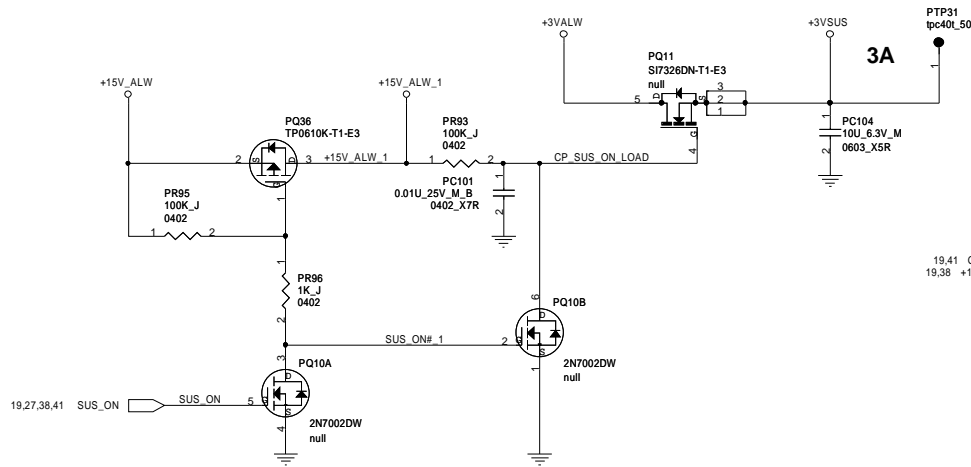 PTP31
tpc40t_50
+3VALW
+3VSUS
3A
1
PQ11
SI7326DN-T1-E3
null
+15V_ALW
+15V_ALW_1
5
D
S
G
3
2
1
4
PC104
10U_6.3V_M
0603_X5R
1
2
PQ36
TP0610K-T1-E3
2
S
D
G
3
1
+15V_ALW_1
PR93
100K_J
0402
1
2
CP_SUS_ON_LOAD
PC101
0.01U_25V_M_B
0402_X7R
1
2
PR95
100K_J
0402
1
2
PR96
1K_J
0402
1
2
19,41
19,38 +1
PQ10B
6
D
G
S
2
1
2N7002DW
null
SUS_ON#_1
PQ10A
3
D
G
S
5
4
2N7002DW
null
19,27,38,41 SUS_ON
SUS_ON